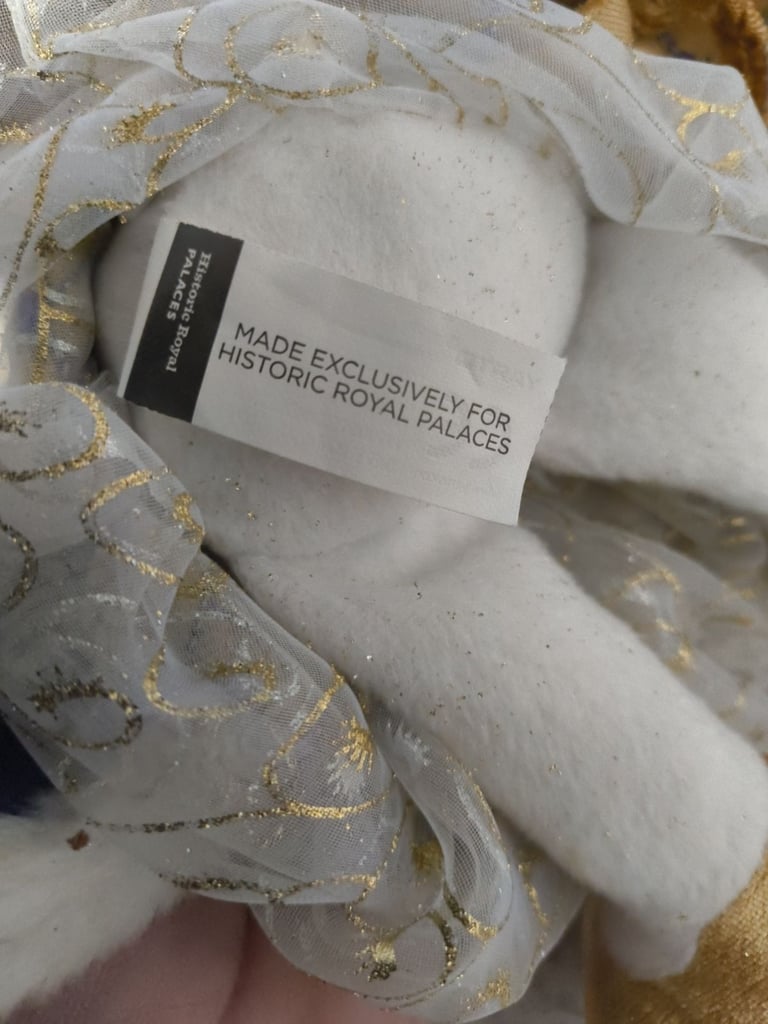 Historic Royal
PALACES
MADE EXCLUSIVELY FOR
HISTORIC ROYAL PALACES